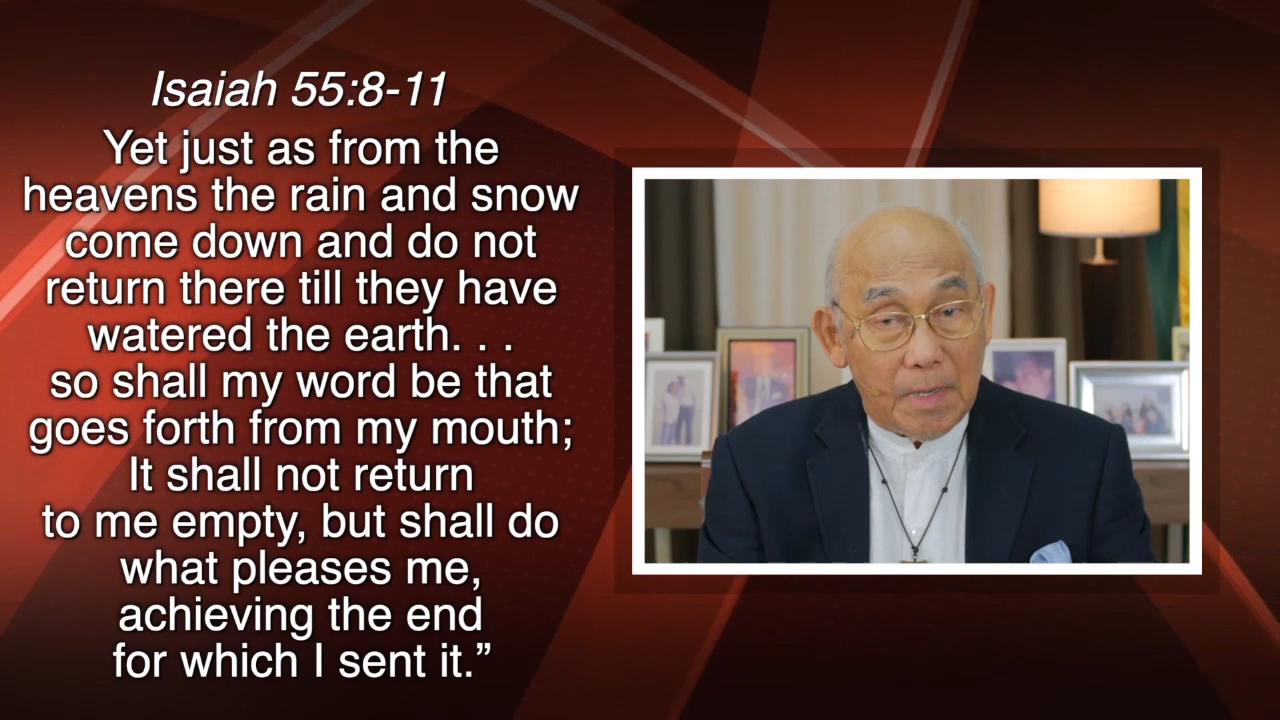 Isaiah 55:8-11
Yet just as from the
heavens the rain and snow
come down and do not
return there till they have
watered the earth. . .
so shall my word be that
goes forth from my mouth;
It shall not return
to me empty, but shall do
what pleases me,
achieving the end
for which I sent it.”